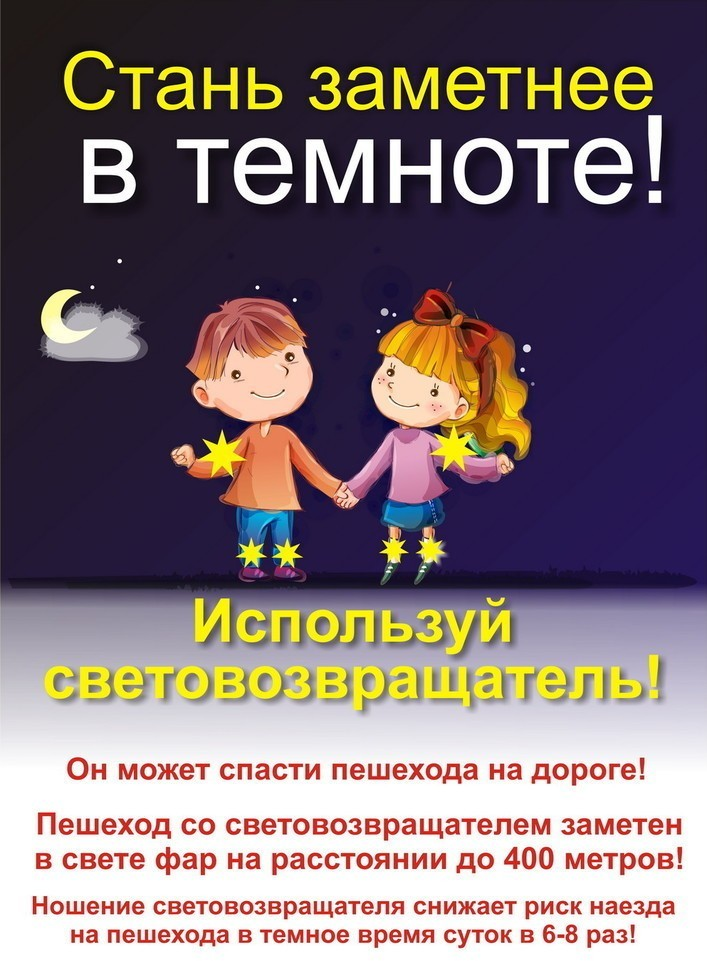 Стань заметнее
в темноте!
Используй
световозвращатель!
Он может спасти пешехода на дороге!
Пешеход со световозвращателем заметен
в свете фар на расстоянии до 400 метров!
Ношение световозвращателя снижает риск наезда
на пешехода в темное время суток в 6-8 раз!